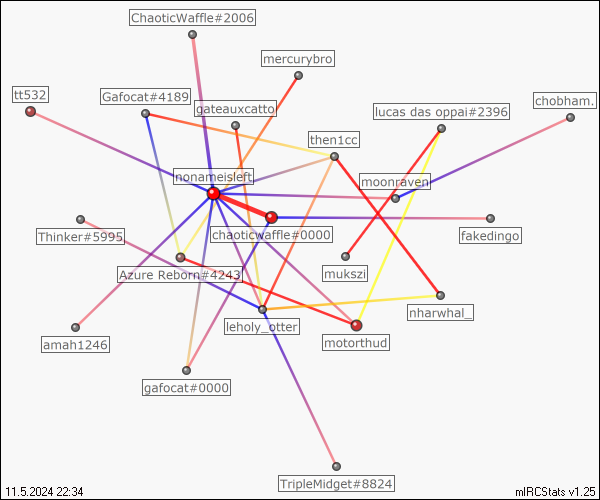 ChaoticWaffle#2006
mercurybro
tt532
Gafocat#4189
gateauxcatto
lucas das oppai#2396
chobham.
then1cc
nonameisleft
moonraven
Thinker#5995
chaoticwaffle#0000
fakedingo
Azure Reborn#4243
mukszi
leholy_otter
nharwhal_
amah1246
motorthud
gafocat#0000
TripleMidget#8824
11.5.2024 22:34
mIRCStats v1.25